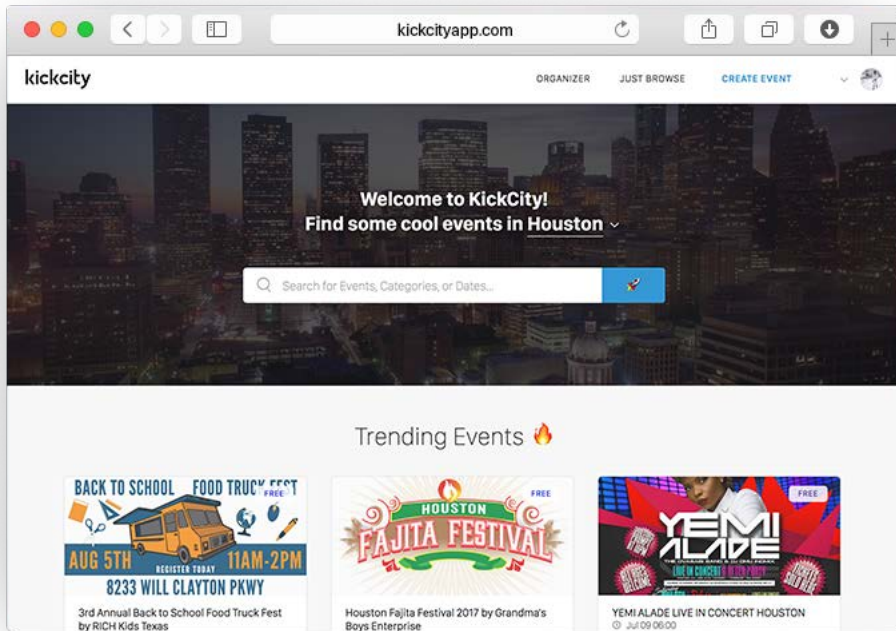 kickcityapp.com
kickcity
ORGANIZER
JUST BROWSE
CREATE EVENT
Welcome to KickCity!
Find some cool events in Houston
Search for Events, Categories, or Dates...
Trending Events
BACK TO SCHOOL FOOD TRUCK FEST
FREE
AUG 5TH
REGISTER TODAY
11AM-2PM
8233 WILL CLAYTON PKWY
3rd Annual Back to School Food Truck Fest
by RICH Kids Texas
FREE
HOUSTON
FAJITA FESTIVAL
Houston Fajita Festival 2017 by Grandma's
Boys Enterprise
FREE
YEMI
ALADE
LIVE IN CONCERT & AFTER PARTY
YEMI ALADE LIVE IN CONCERT HOUSTON
Jul 09 06:00